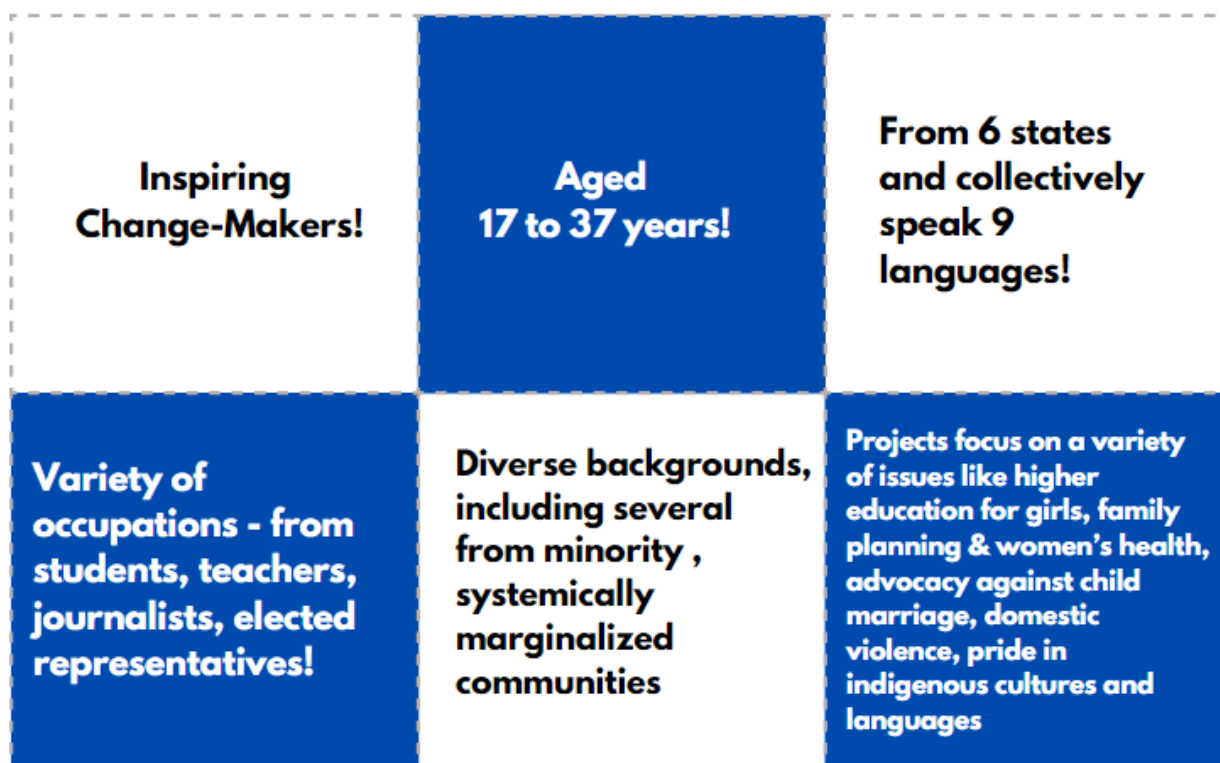 Inspiring
Change-Makers!
Aged
17 to 37 years!
From 6 states
and collectively
speak 9
languages!
Variety of
occupations - from
students, teachers,
journalists, elected
representatives!
Diverse backgrounds,
including several
from minority ,
systemically
marginalized
communities
Projects focus on a variety
of issues like higher
education for girls, family
planning & women's health,
advocacy against child
marriage, domestic
violence, pride in
indigenous cultures and
languages